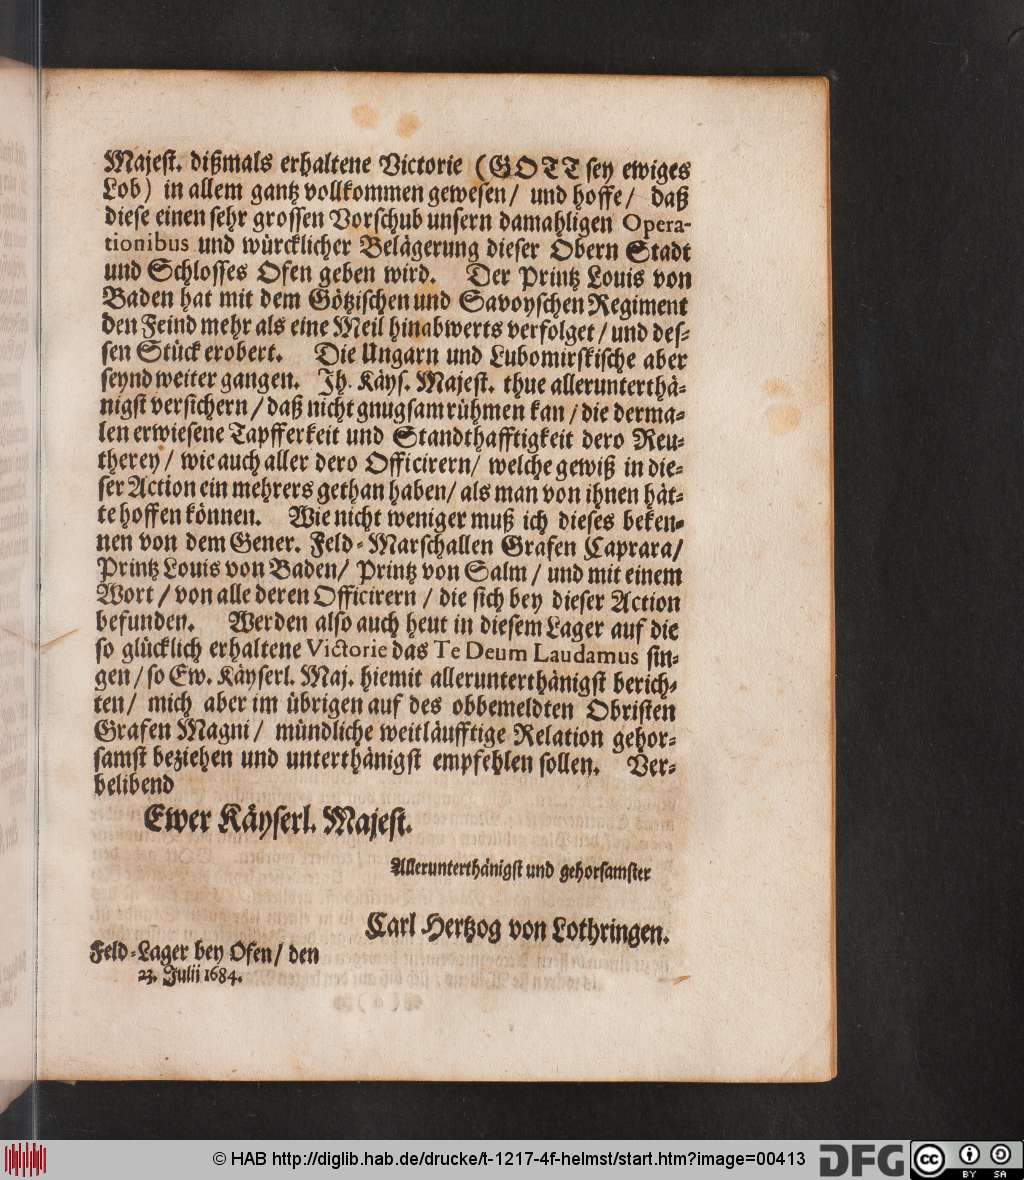 Majest. dißmals erhaltene Victorie (GOTT sey ewiges
Lob) in allem gantz vollkommen gewesen / und hoffe / daß
diese einen sehr grossen Vorschub unsern damahligen Opera-
tionibus und würcklicher Belägerung dieser Obern Stadt
und Schlosses Ofen geben wird. Der Printz Louis von
Baden hat mit dem Götzischen und Savoyschen Regiment
den Feind mehr als eine Meil hinabwerts verfolget / und des-
sen Stück erobert. Die Ungarn und Lubomirskische aber
seynd weiter gangen. Ih. Käys. Majest. thue allerunterthä-
nigst versichern / daß nicht gnugsam rühmen kan / die derma-
len erwiesene Tapfferkeit und Standthafftigkeit dero Reu-
therey / wie auch aller dero Officirern / welche gewiß in die-
ser Action ein mehrers gethan haben / als man von ihnen hät-
te hoffen können. Wie nicht weniger muß ich dieses beken-
nen von dem Gener. Feld-Marschallen Grafen Caprara /
Printz Louis von Baden / Printz von Salm / und mit einem
Wort / von alle deren Officirern / die sich bey dieser Action
befunden. Werden also auch heut in diesem Lager auf die
so glücklich erhaltene Victorie das Te Deum Laudamus sin-
gen / so Ew. Käyserl. Maj. hiemit allerunterthänigst berich-
ten / mich aber im übrigen auf des obbemeldten Obristen
Grafen Magni / mündliche weitläufftige Relation gehor-
samst beziehen und unterthänigst empfehlen sollen. Ver-
belibend
Ewer Käyserl. Majest.
Allerunterthänigst und gehorsamster
Carl Hertzog von Lothringen.
Feld-Lager bey Ofen / den
23. Julii 1684.
© HAB http://diglib.hab.de/drucke/t-1217-4f-helmst/start.htm?image=00413
DFG
cc BY SA